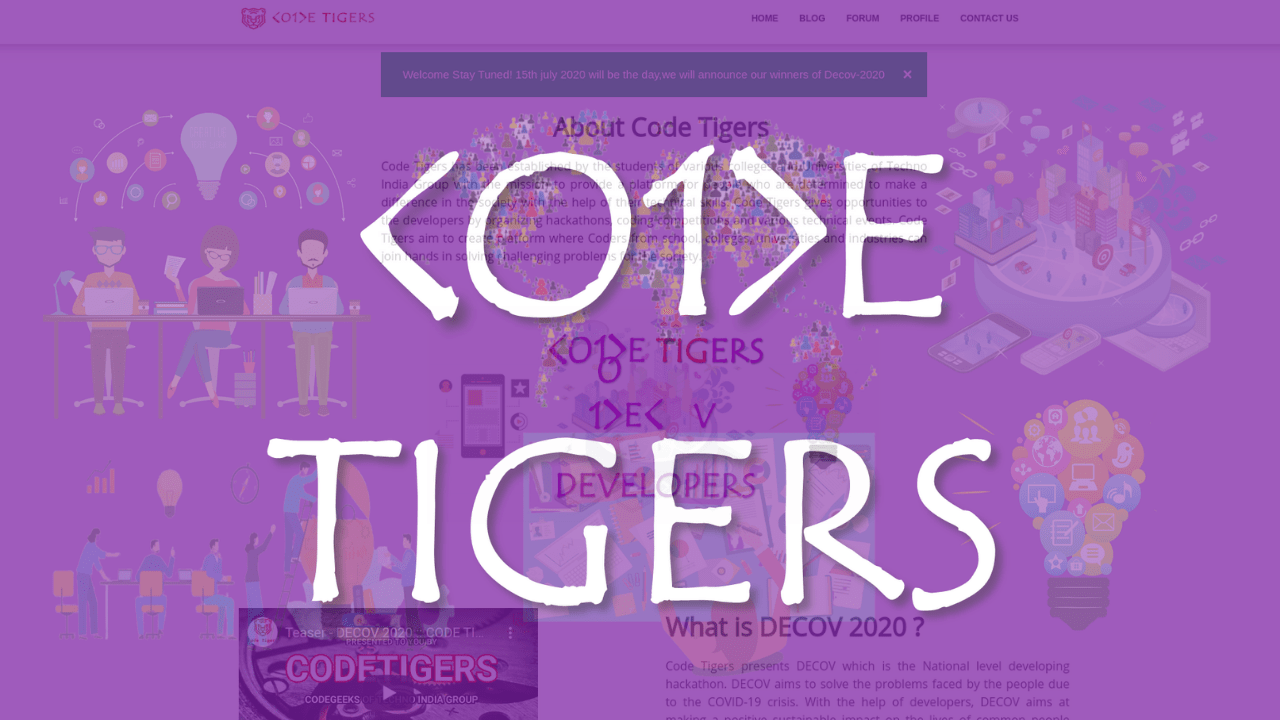 <O1>E TIGERS
HOME BLOG FORUM PROFILE CONTACT US
Welcome Stay Tuned! 15th july 2020 will be the day,we will announce our winners of Decov-2020 ×
About Code Tigers
Code Tigers has been established by the students of various colleges and Universities of Techno
India Group with the mission to provide a platform for people who are determined to make a
difference in the society with the help of their technical skills. Code Tigers gives opportunities to
the developers by organizing hackathons, coding competitions and various technical events. Code
Tigers aim to create platform where Coders from school, colleges, universities and industries can
join hands in solving challenging problems for the society.
<O1>E
TIGERS
DEVELOPERS
Teaser - DECOV 2020 - CODE TI...
PRESENTED TO YOU BY
CODETIGERS
CODEGEEKS OF TECHNO INDIA GROUP
What is DECOV 2020 ?
Code Tigers presents DECOV which is the National level developing
hackathon. DECOV aims to solve the problems faced by the people due
to the COVID-19 crisis. With the help of developers, DECOV aims at
making a positive sustainable impact on the lives of common people